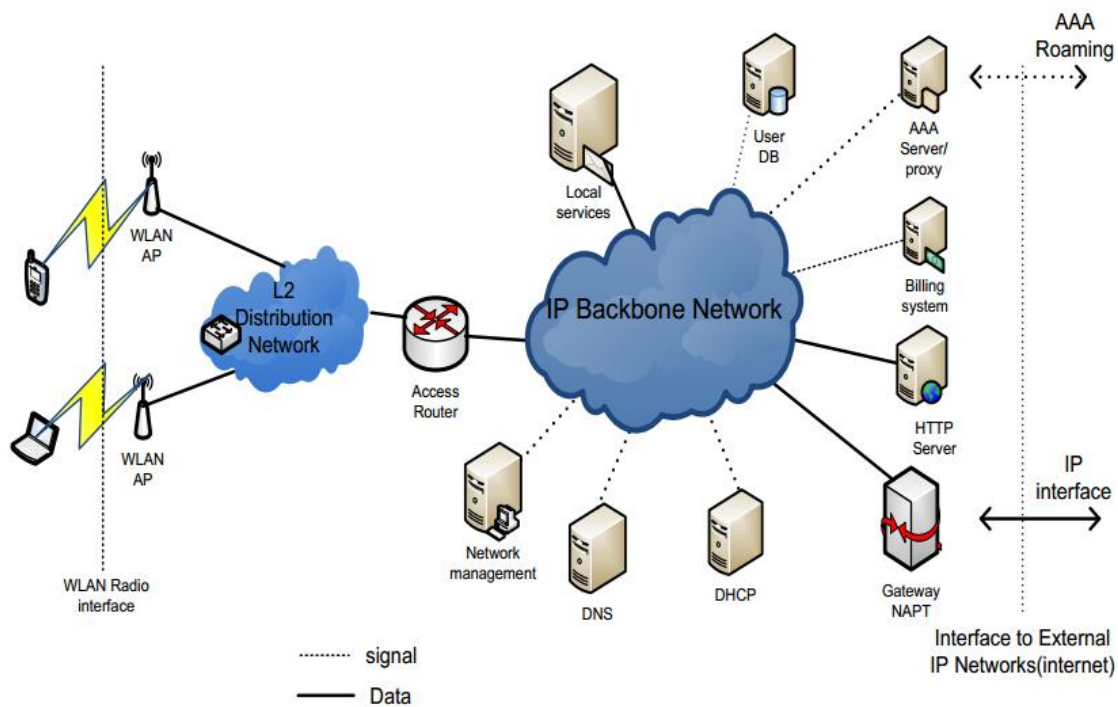 AAA
Roaming
User
DB
AAA
Server/
proxy
Local
services
WLAN
AP
Billing
system
L2
Distribution
Network
IP Backbone Network
Access
Router
HTTP
Server
WLAN
AP
IP
interface
Network
management
DNS
DHCP
Gateway
NAPT
WLAN Radio
interface
Interface to External
IP Networks(internet)
signal
Data